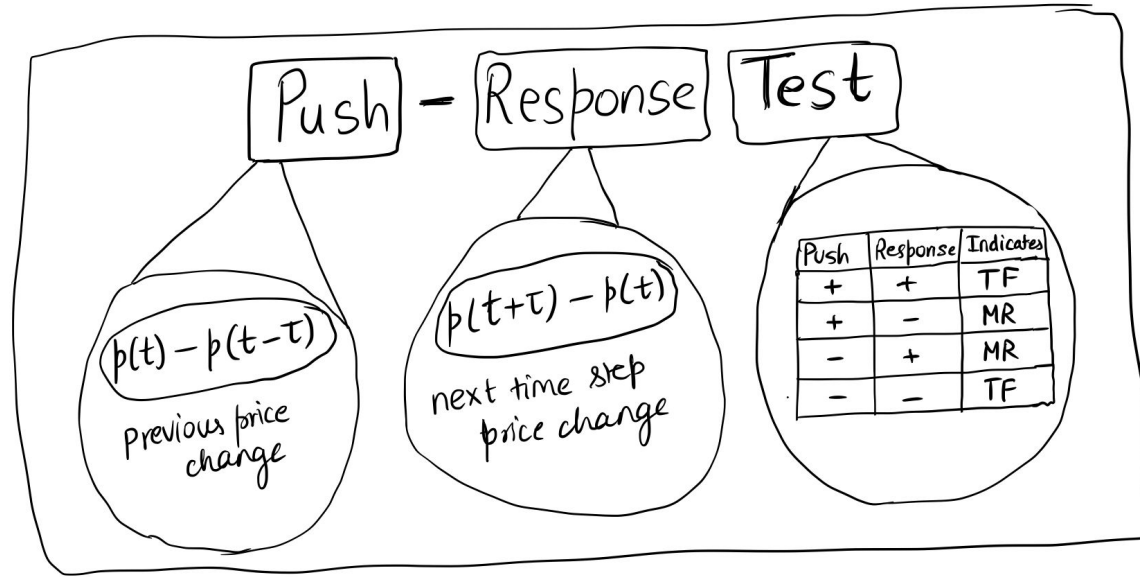 Push - Response Test
p(t) - p(t-τ)
previous price
change
p(t+τ) - p(t)
next time step
price change
Push Response Indicates
+ + TF
+ - MR
- + MR
- - TF